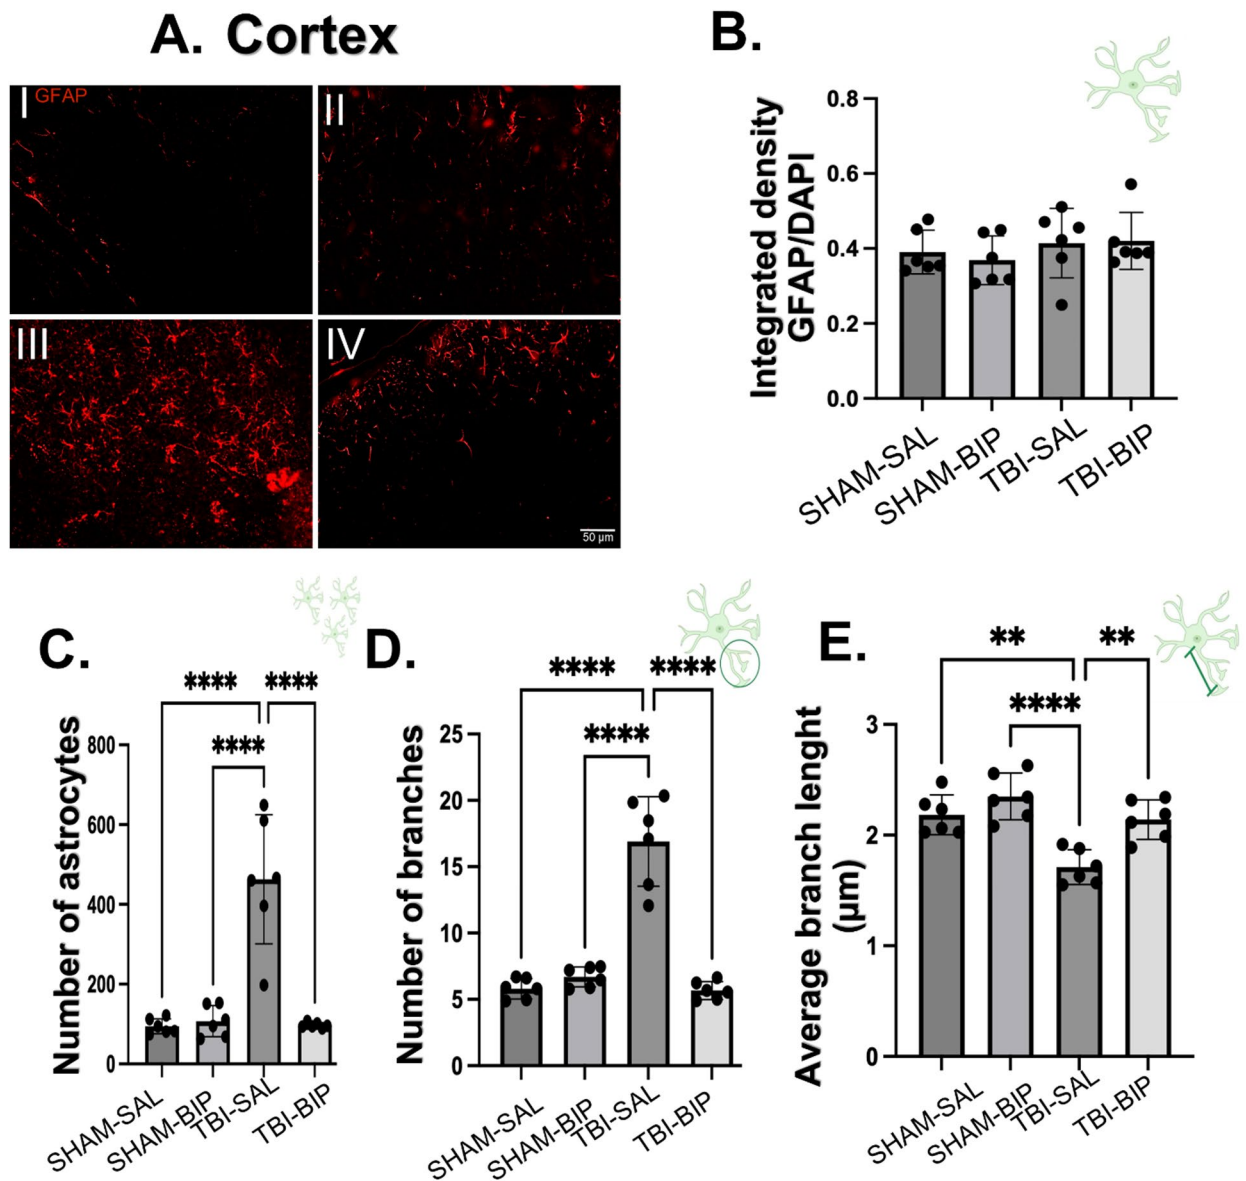 A. Cortex
I GFAP
II
III
IV
50 µm
B.
Integrated density
GFAP/DAPI
0.8
0.6
0.4
0.2
0.0
SHAM-SAL
SHAM-BIP
TBI-SAL
TBI-BIP
C.
**** ****
****
Number of astrocytes
800
600
400
200
0
SHAM-SAL
SHAM-BIP
TBI-SAL
TBI-BIP
D.
**** ****
****
Number of branches
25
20
15
10
5
0
SHAM-SAL
SHAM-BIP
TBI-SAL
TBI-BIP
E.
** **
****
Average branch lenght
(µm)
3
2
1
0
SHAM-SAL
SHAM-BIP
TBI-SAL
TBI-BIP